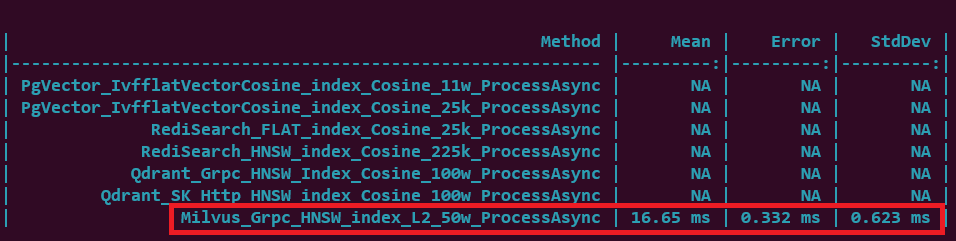 | Method | Mean | Error | StdDev |
|----------------------------------------------------------- |---------:|---------:|---------:|
| PgVector_IvfflatVectorCosine_index_Cosine_11w_ProcessAsync | NA | NA | NA |
| PgVector_IvfflatVectorCosine_index_Cosine_25k_ProcessAsync | NA | NA | NA |
| RediSearch_FLAT_index_Cosine_25k_ProcessAsync | NA | NA | NA |
| RediSearch_HNSW_index_Cosine_225k_ProcessAsync | NA | NA | NA |
| Qdrant_Grpc_HNSW_Index_Cosine_100w_ProcessAsync | NA | NA | NA |
| Qdrant_SK_Http_HNSW_index_Cosine_100w_ProcessAsync | NA | NA | NA |
| Milvus_Grpc_HNSW_index_L2_50w_ProcessAsync | 16.65 ms | 0.332 ms | 0.623 ms |